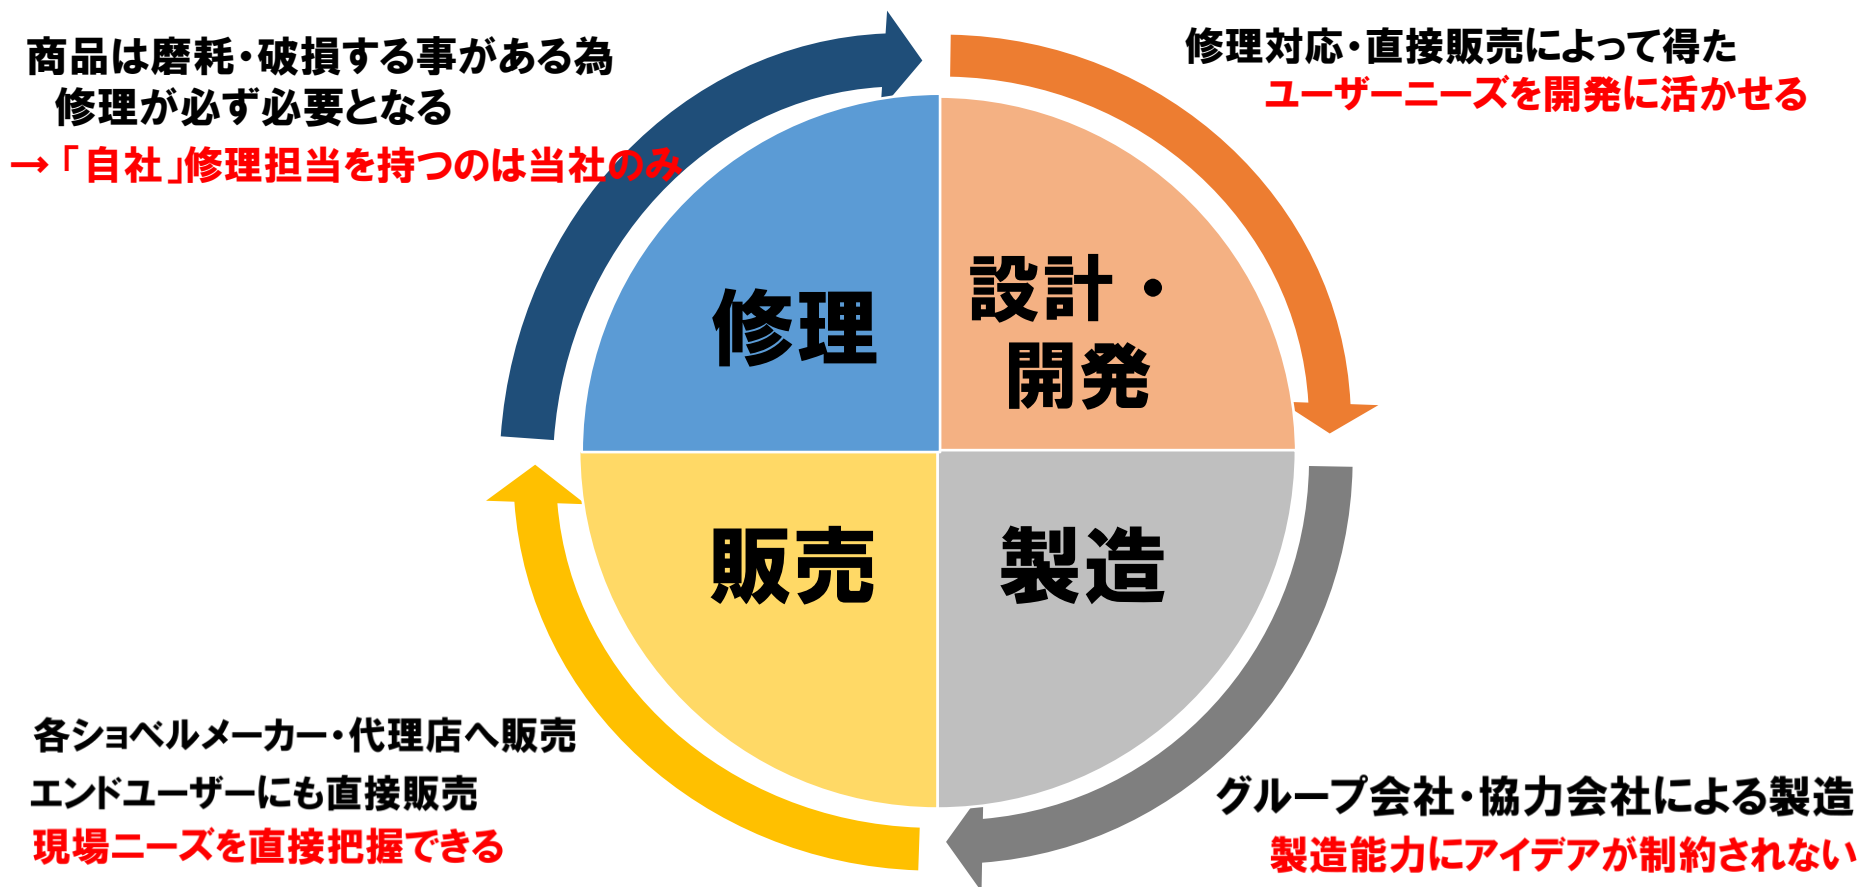 商品は磨耗・破損する事がある為
修理が必ず必要となる
→「自社」修理担当を持つのは当社のみ
修理対応・直接販売によって得た
ユーザーニーズを開発に活かせる
修理
設計・
開発
販売
製造
各ショベルメーカー・代理店へ販売
エンドユーザーにも直接販売
現場ニーズを直接把握できる
グループ会社・協力会社による製造
製造能力にアイデアが制約されない